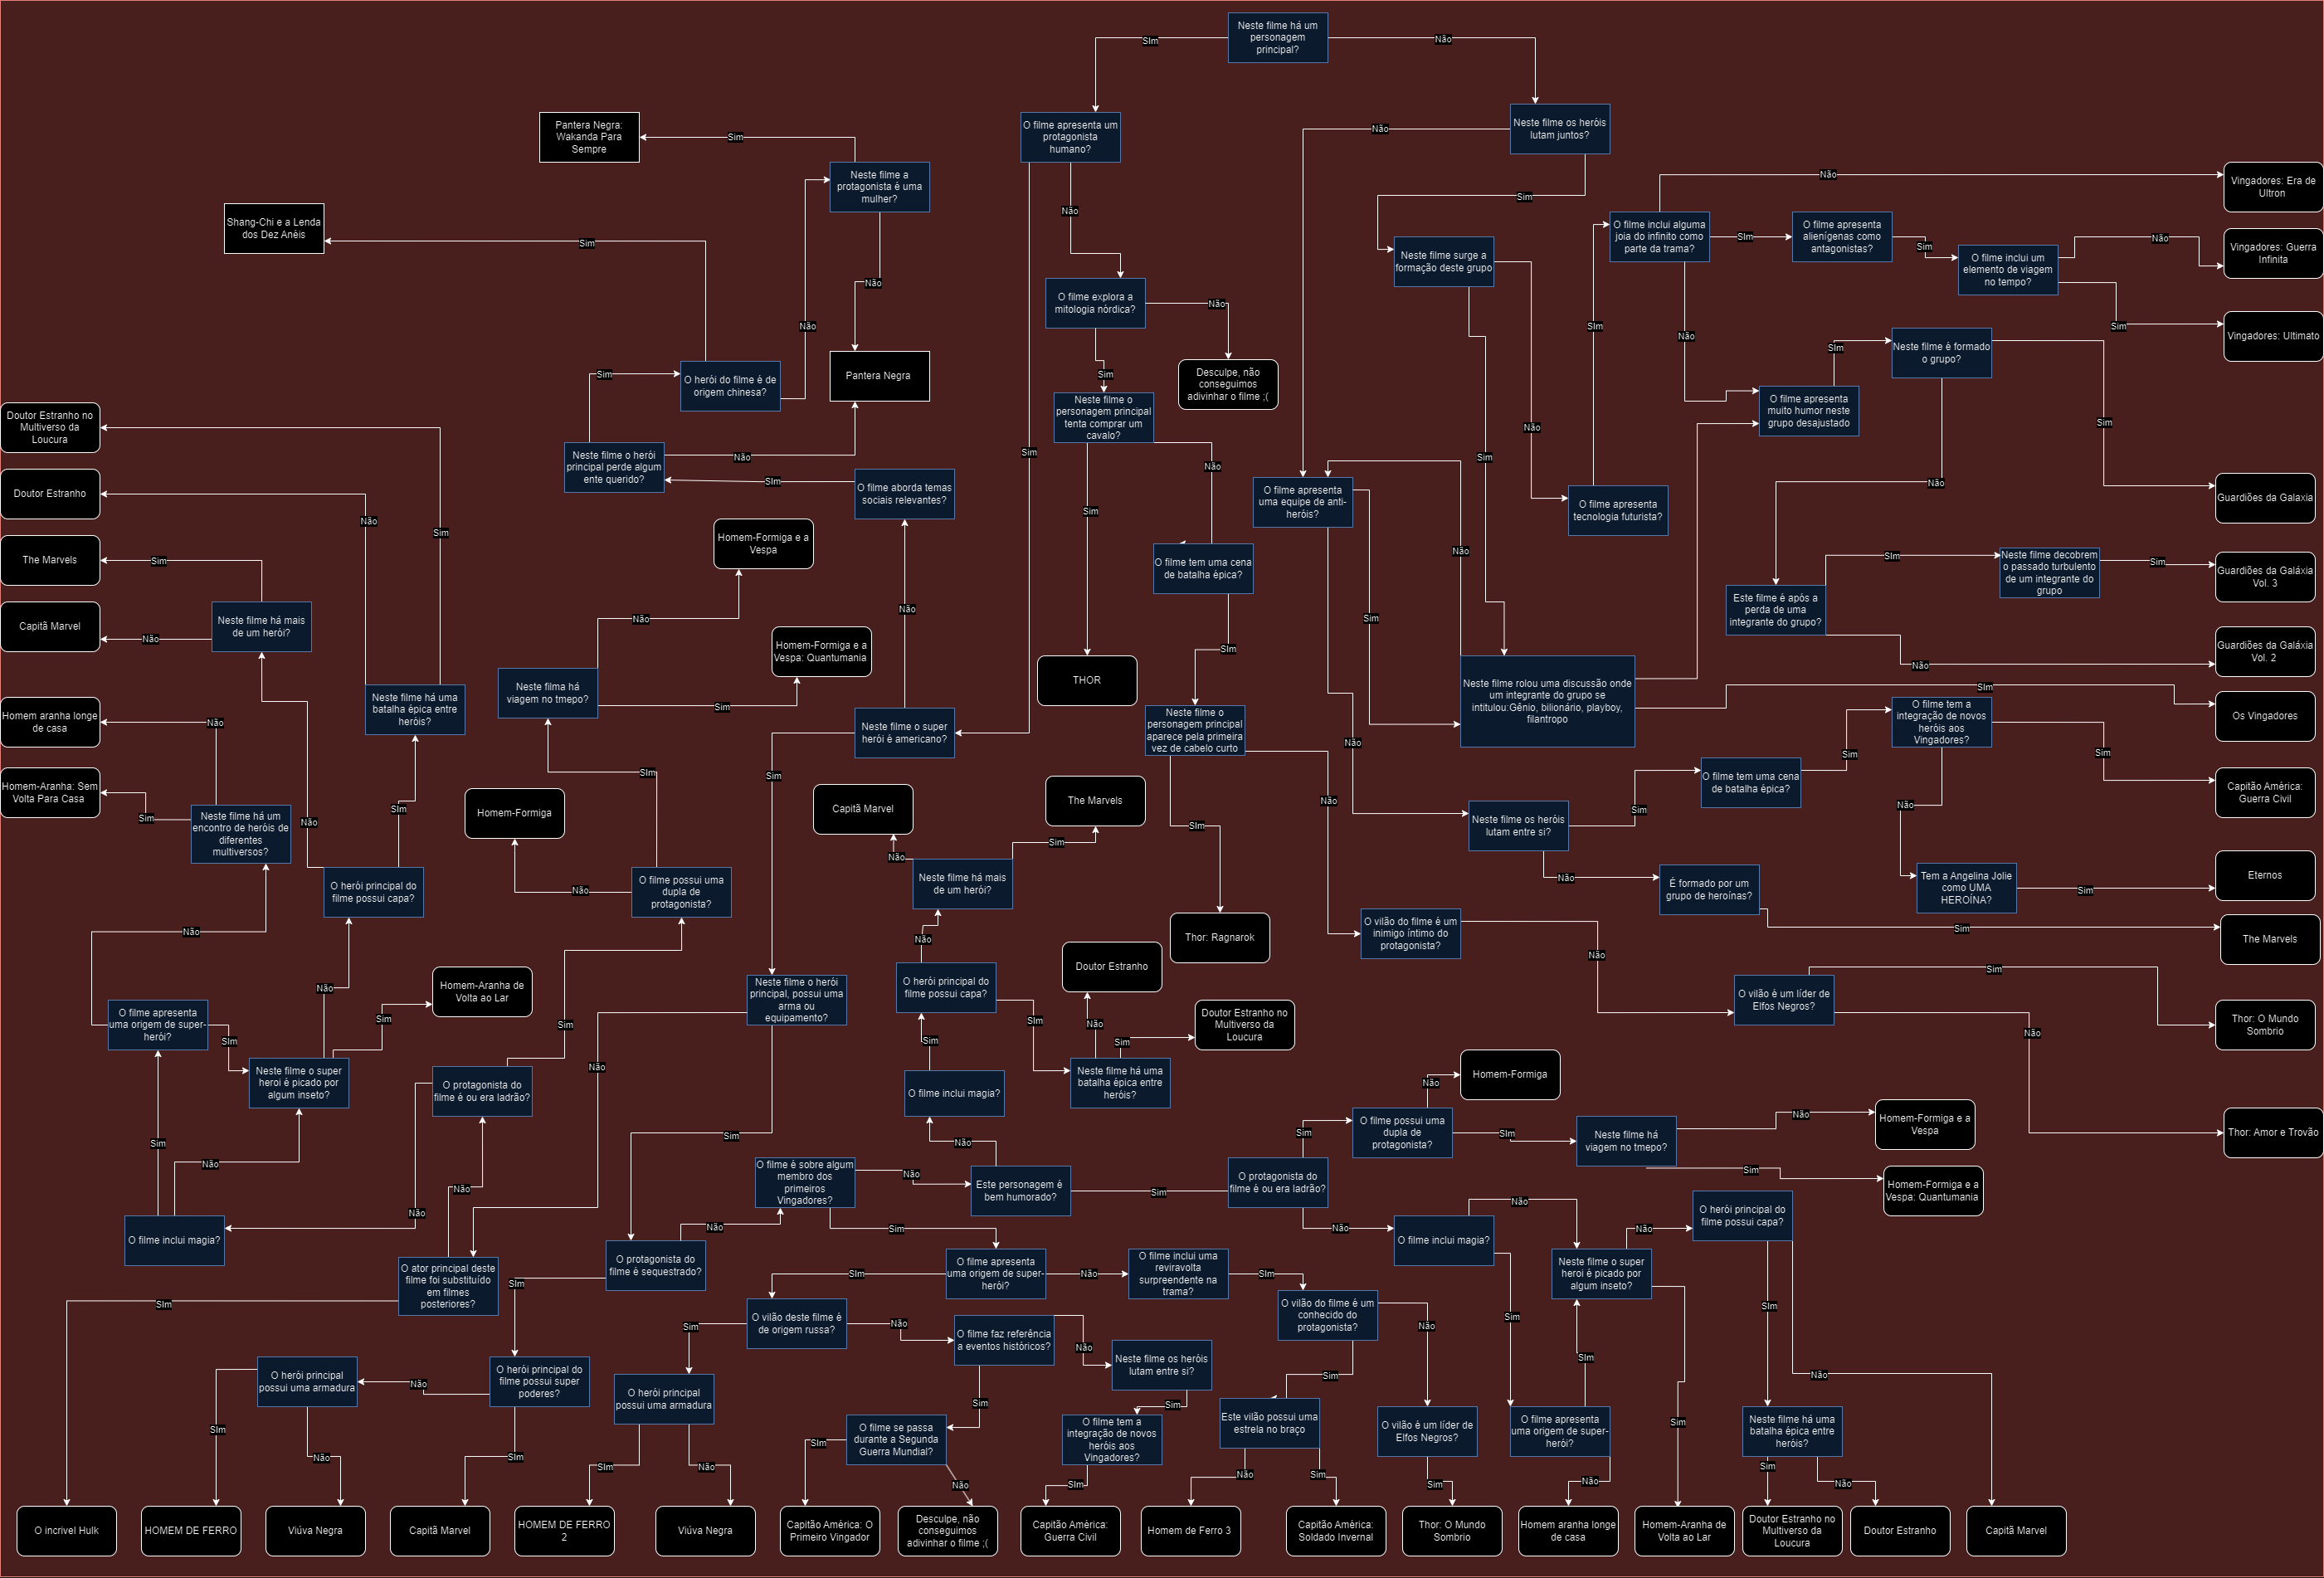 Neste filme há um
personagem
principal?
SIm
Não
O filme apresenta um
protagonista
humano?
Neste filme os heróis
lutam juntos?
Pantera Negra:
Wakanda Para
Sempre
Sim
Não
Neste filme a
protagonista é uma
mulher?
Não
Sim
Não
Vingadores: Era de
Ultron
Shang-Chi e a Lenda
dos Dez Anéis
Sim
O filme inclui alguma
joia do infinito como
parte da trama?
SIm
O filme apresenta
alienígenas como
antagonistas?
Sim
O filme inclui um
elemento de viagem
no tempo?
Não
Vingadores: Guerra
Infinita
Neste filme surge a
formação deste grupo
Não
O filme explora a
mitologia nórdica?
Não
Não
SIm
Não
Sim
Vingadores: Ultimato
Pantera Negra
O herói do filme é de
origem chinesa?
Sim
Sim
Desculpe, não
conseguimos
adivinhar o filme ;(
SIm
Neste filme é formado
o grupo?
O filme apresenta
muito humor neste
grupo desajustado
Neste filme o
personagem principal
tenta comprar um
cavalo?
Doutor Estranho no
Multiverso da
Loucura
Neste filme o herói
principal perde algum
ente querido?
Não
Sim
Não
Sim
Não
Sim
O filme aborda temas
sociais relevantes?
SIm
Doutor Estranho
Não
Sim
O filme apresenta
uma equipe de anti-
heróis?
O filme apresenta
tecnologia futurista?
Não
Guardiões da Galaxia
Sim
Homem-Formiga e a
Vespa
Não
The Marvels
Sim
O filme tem uma cena
de batalha épica?
SIm
Neste filme decobrem
o passado turbulento
de um integrante do
grupo
Sim
Guardiões da Galáxia
Vol. 3
Capitã Marvel
Não
Neste filme há mais
de um herói?
Não
Não
Sim
Este filme é após a
perda de uma
integrante do grupo?
Não
Guardiões da Galáxia
Vol. 2
Homem-Formiga e a
Vespa: Quantumania
SIm
THOR
Neste filma há
viagem no tmepo?
Sim
Neste filme há uma
batalha épica entre
heróis?
Neste filme rolou uma discussão onde
um integrante do grupo se
intitulou:Gênio, bilionário, playboy,
filantropo
SIm
Os Vingadores
Homem aranha longe
de casa
Não
Neste filme o super
herói é americano?
Neste filme o
personagem principal
aparece pela primeira
vez de cabelo curto
Não
O filme tem a
integração de novos
heróis aos
Vingadores?
Sim
SIm
Sim
Sim
O filme tem uma cena
de batalha épica?
Capitão América:
Guerra Civil
Homem-Aranha: Sem
Volta Para Casa
Sim
Neste filme há um
encontro de heróis de
diferentes
multiversos?
Não
SIm
Homem-Formiga
Capitã Marvel
The Marvels
Não
Sim
Não
Não
Sim
SIm
Neste filme os heróis
lutam entre si?
O herói principal do
filme possui capa?
Não
O filme possui uma
dupla de
protagonista?
Neste filme há mais
de um herói?
Não
É formado por um
grupo de heroínas?
Tem a Angelina Jolie
como UMA
HEROÍNA?
Sim
Eternos
Não
Não
Thor: Ragnarok
O vilão do filme é um
inimigo íntimo do
protagonista?
Sim
The Marvels
Doutor Estranho
Não
Não
Sim
Homem-Aranha de
Volta ao Lar
Sim
Neste filme o herói
principal, possui uma
arma ou
equipamento?
O herói principal do
filme possui capa?
O vilão é um líder de
Elfos Negros?
Thor: O Mundo
Sombrio
O filme apresenta
uma origem de super-
herói?
SIm
Sim
SIm
Não
Sim
Sim
Doutor Estranho no
Multiverso da
Loucura
Não
Neste filme o super
heroi é picado por
algum inseto?
O protagonista do
filme é ou era ladrão?
Não
O filme inclui magia?
Neste filme há uma
batalha épica entre
heróis?
Não
Homem-Formiga
Sim
Não
Sim
Não
Sim
O filme possui uma
dupla de
protagonista?
SIm
Neste filme há
viagem no tmepo?
Não
Homem-Formiga e a
Vespa
Thor: Amor e Trovão
Não
O filme é sobre algum
membro dos
primeiros
Vingadores?
Não
Este personagem é
bem humorado?
Sim
O protagonista do
filme é ou era ladrão?
Sim
Homem-Formiga e a
Vespa: Quantumania
Não
O filme inclui magia?
Não
Sim
Não
O filme inclui magia?
Não
Não
O herói principal do
filme possui capa?
O ator principal deste
filme foi substituído
em filmes
posteriores?
SIm
O protagonista do
filme é sequestrado?
SIm
O filme apresenta
uma origem de super-
herói?
Não
O filme inclui uma
reviravolta
surpreendente na
trama?
SIm
Neste filme o super
heroi é picado por
algum inseto?
SIm
O vilão deste filme é
de origem russa?
Sim
Não
O filme faz referência
a eventos históricos?
Não
O vilão do filme é um
conhecido do
protagonista?
Não
Sim
SIm
SIm
Neste filme os heróis
lutam entre si?
Sim
Não
O herói principal
possui uma armadura
Não
O herói principal do
filme possui super
poderes?
O herói principal
possui uma armadura
Sim
Sim
Este vilão possui uma
estrela no braço
O vilão é um líder de
Elfos Negros?
O filme apresenta
uma origem de super-
herói?
Sim
Neste filme há uma
batalha épica entre
heróis?
SIm
Não
SIm
SIm
Não
SIm
O filme se passa
durante a Segunda
Guerra Mundial?
Não
O filme tem a
integração de novos
heróis aos
Vingadores?
SIm
Não
Sim
Sim
Não
Sim
Não
O incrivel Hulk
HOMEM DE FERRO
Viúva Negra
Capitã Marvel
HOMEM DE FERRO
2
Viúva Negra
Capitão América: O
Primeiro Vingador
Desculpe, não
conseguimos
adivinhar o filme ;(
Capitão América:
Guerra Civil
Homem de Ferro 3
Capitão América:
Soldado Invernal
Thor: O Mundo
Sombrio
Homem aranha longe
de casa
Homem-Aranha de
Volta ao Lar
Doutor Estranho no
Multiverso da
Loucura
Doutor Estranho
Capitã Marvel